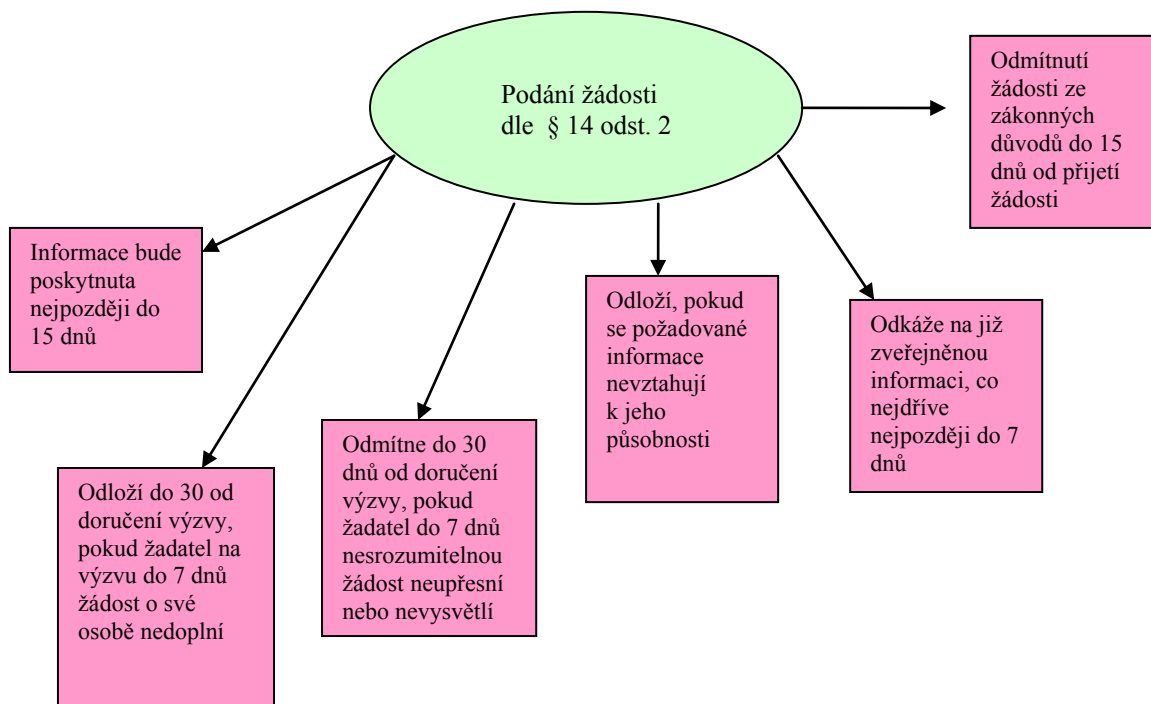 Podání žádosti
dle § 14 odst. 2
Odmítnutí
žádosti ze
zákonných
důvodů do 15
dnů od přijetí
žádosti
Informace bude
poskytnuta
nejpozději do
15 dnů
Odloží do 30 od
doručení výzvy,
pokud žadatel na
výzvu do 7 dnů
žádost o své
osobě nedoplní
Odmítne do 30
dnů od doručení
výzvy, pokud
žadatel do 7 dnů
nesrozumitelnou
žádost neupřesní
nebo nevysvětlí
Odloží, pokud
se požadované
informace
nevztahují
k jeho
působnosti
Odkáže na již
zveřejněnou
informaci, co
nejdříve
nejpozději do 7
dnů